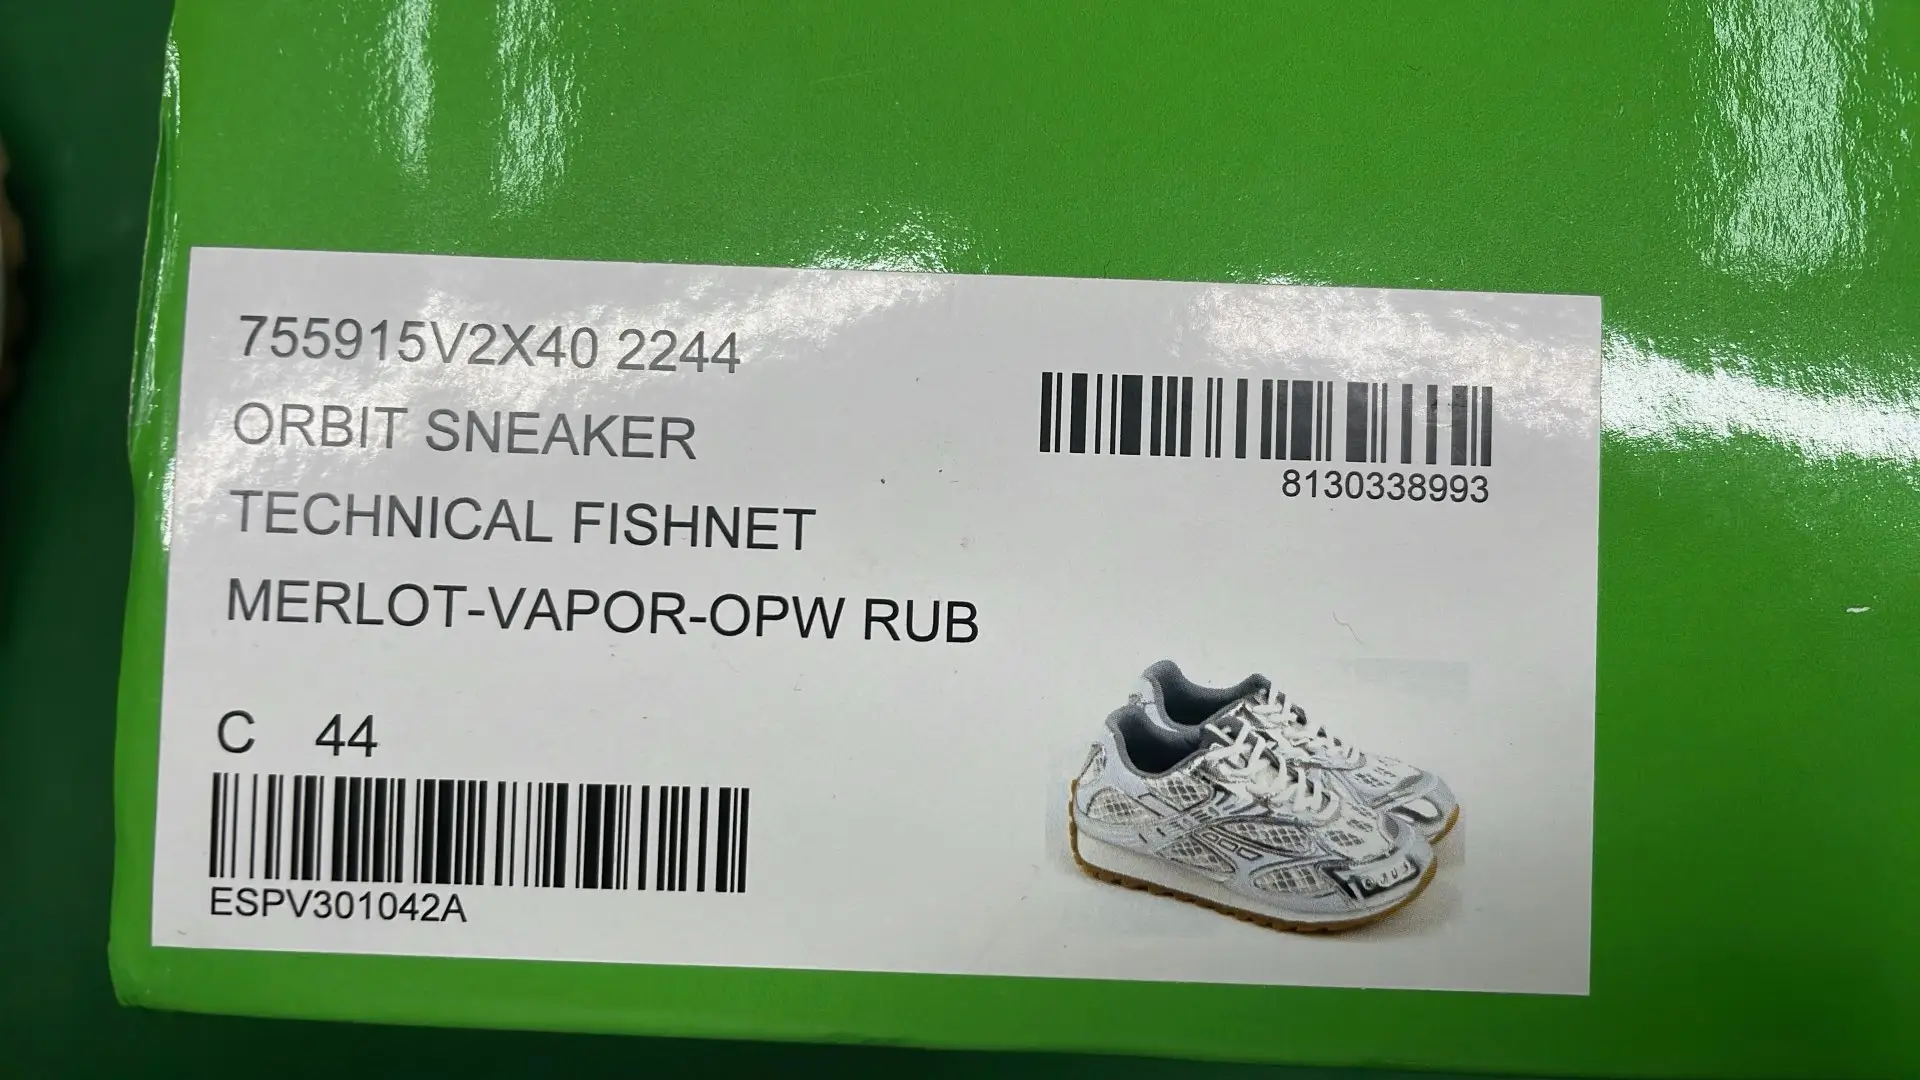 755915V2X40 2244
ORBIT SNEAKER
TECHNICAL FISHNET
MERLOT-VAPOR-OPW RUB
8130338993
C 44
ESPV301042A